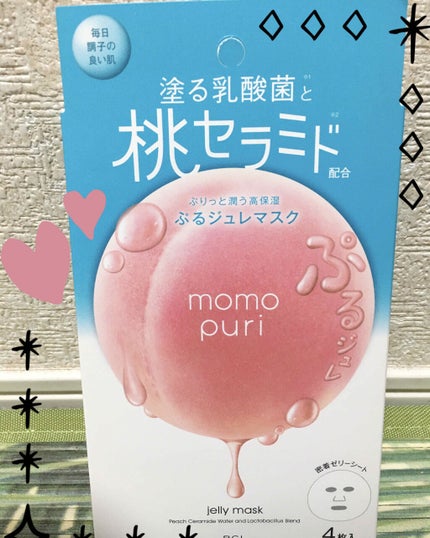 毎日
調子の
良い肌
塗る乳酸菌と
※1
※2
桃セラミド
配合
ぷりっと潤う高保湿
ぷるジュレマスク
momo
puri
ぷるジュレ
密着ゼリーシート
jelly mask
Peach Ceramide Water and Lactobacillus Blend
BCL
4枚入